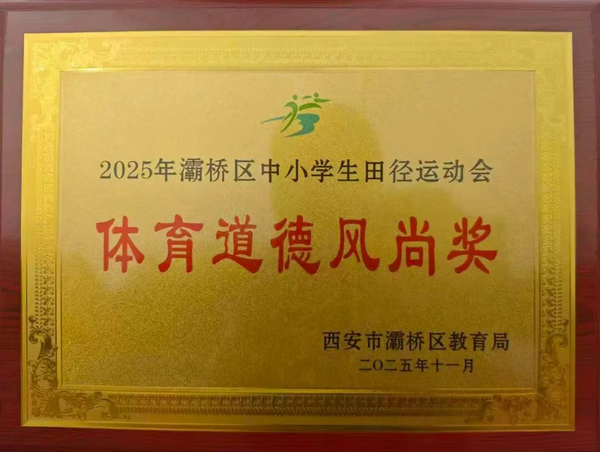 2025年灞桥区中小学生田径运动会
体育道德风尚奖
西安市灞桥区教育局
二〇二五年十一月